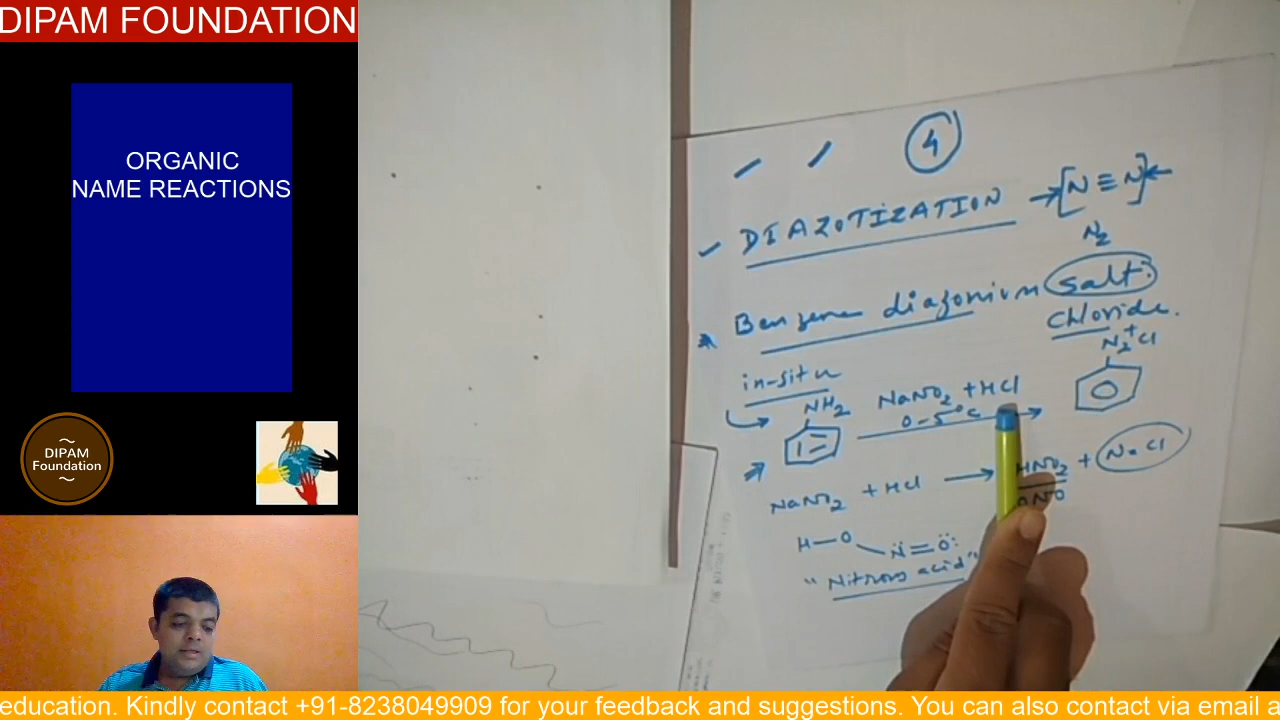 DIPAM FOUNDATION
ORGANIC
NAME REACTIONS
DIPAM
Foundation
4
DIAZOTIZATION → [N≡N] ←
N₂
Benzene diazonium salt:
chloride.
in-situ
NH₂
NaNO₂ + HCl
0-5°C
N₂⁺Cl
NaNO₂ + HCl → HNO₂ + NaCl
ONO
H—O—N̈=Ö:
"Nitrous acid"
education. Kindly contact +91-8238049909 for your feedback and suggestions. You can also contact via email a